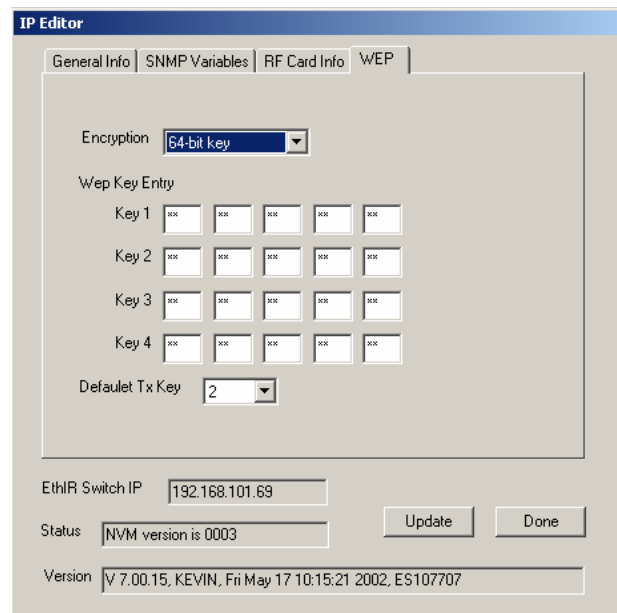 IP Editor
General Info SNMP Variables RF Card Info WEP
Encryption 64-bit key
Wep Key Entry
Key 1 ** ** ** ** **
Key 2 ** ** ** ** **
Key 3 ** ** ** ** **
Key 4 ** ** ** ** **
Defaulet Tx Key 2
EthIR Switch IP 192.168.101.69
Update Done
Status NVM version is 0003
Version V 7.00.15, KEVIN, Fri May 17 10:15:21 2002, ES107707